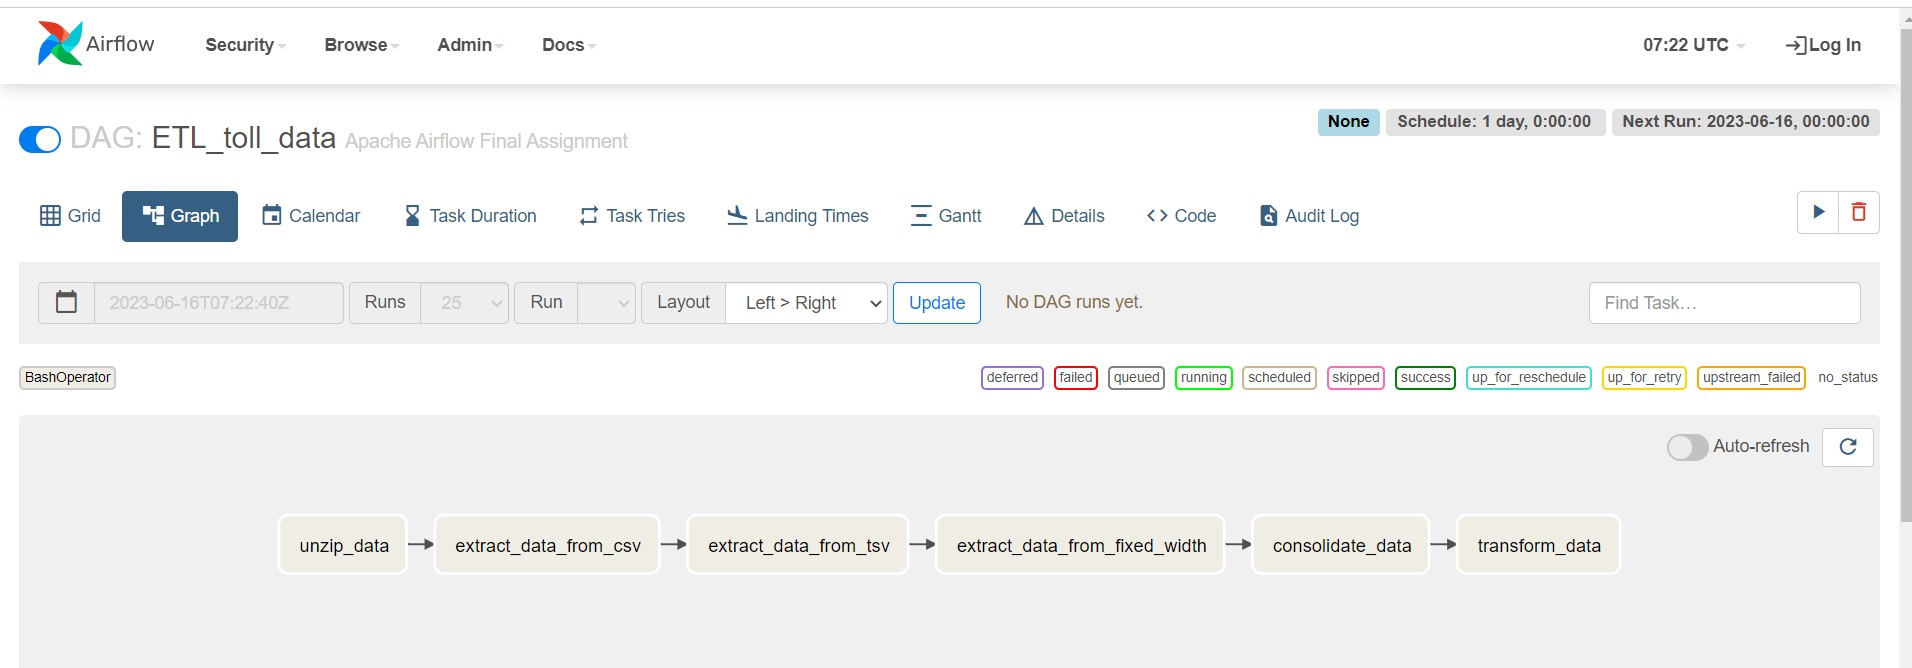 Airflow Security Browse Admin Docs 07:22 UTC Log In
DAG: ETL_toll_data Apache Airflow Final Assignment None Schedule: 1 day, 0:00:00 Next Run: 2023-06-16, 00:00:00
Grid Graph Calendar Task Duration Task Tries Landing Times Gantt Details Code Audit Log
2023-06-16T07:22:40Z Runs 25 Run Layout Left > Right Update No DAG runs yet. Find Task...
BashOperator deferred failed queued running scheduled skipped success up_for_reschedule up_for_retry upstream_failed no_status
Auto-refresh
unzip_data extract_data_from_csv extract_data_from_tsv extract_data_from_fixed_width consolidate_data transform_data